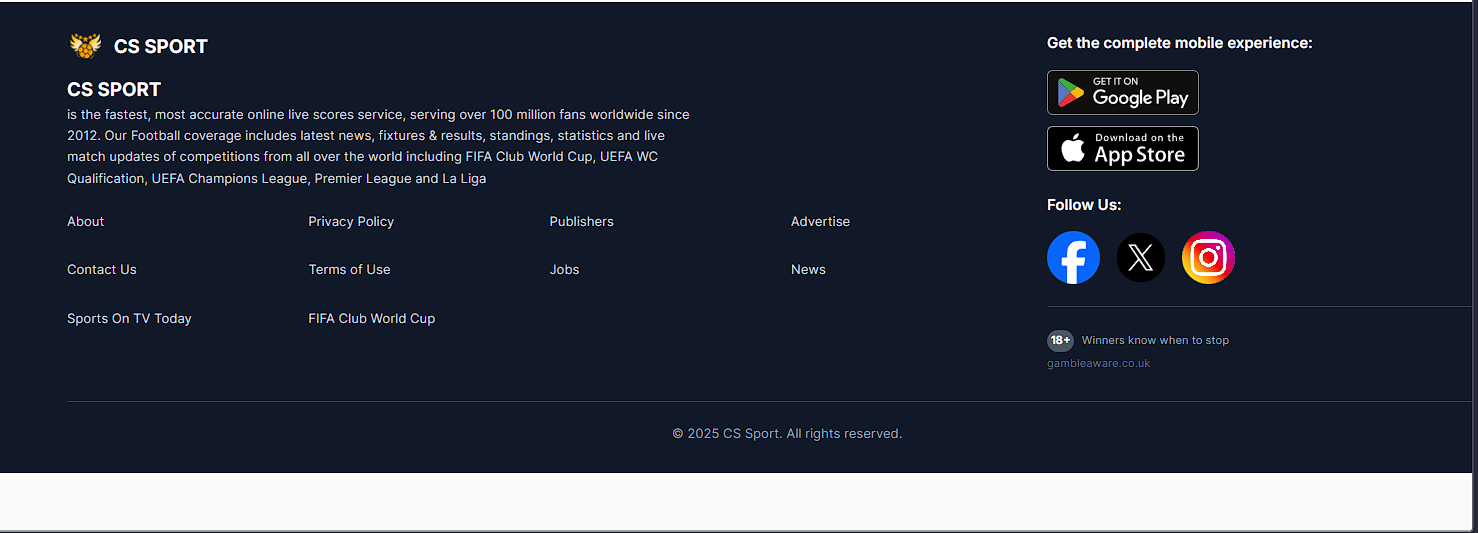 CS SPORT
CS SPORT
is the fastest, most accurate online live scores service, serving over 100 million fans worldwide since
2012. Our Football coverage includes latest news, fixtures & results, standings, statistics and live
match updates of competitions from all over the world including FIFA Club World Cup, UEFA WC
Qualification, UEFA Champions League, Premier League and La Liga
About
Privacy Policy
Publishers
Advertise
Contact Us
Terms of Use
Jobs
News
Sports On TV Today
FIFA Club World Cup
Get the complete mobile experience:
GET IT ON
Google Play
Download on the
App Store
Follow Us:
18+ Winners know when to stop
gambleaware.co.uk
© 2025 CS Sport. All rights reserved.